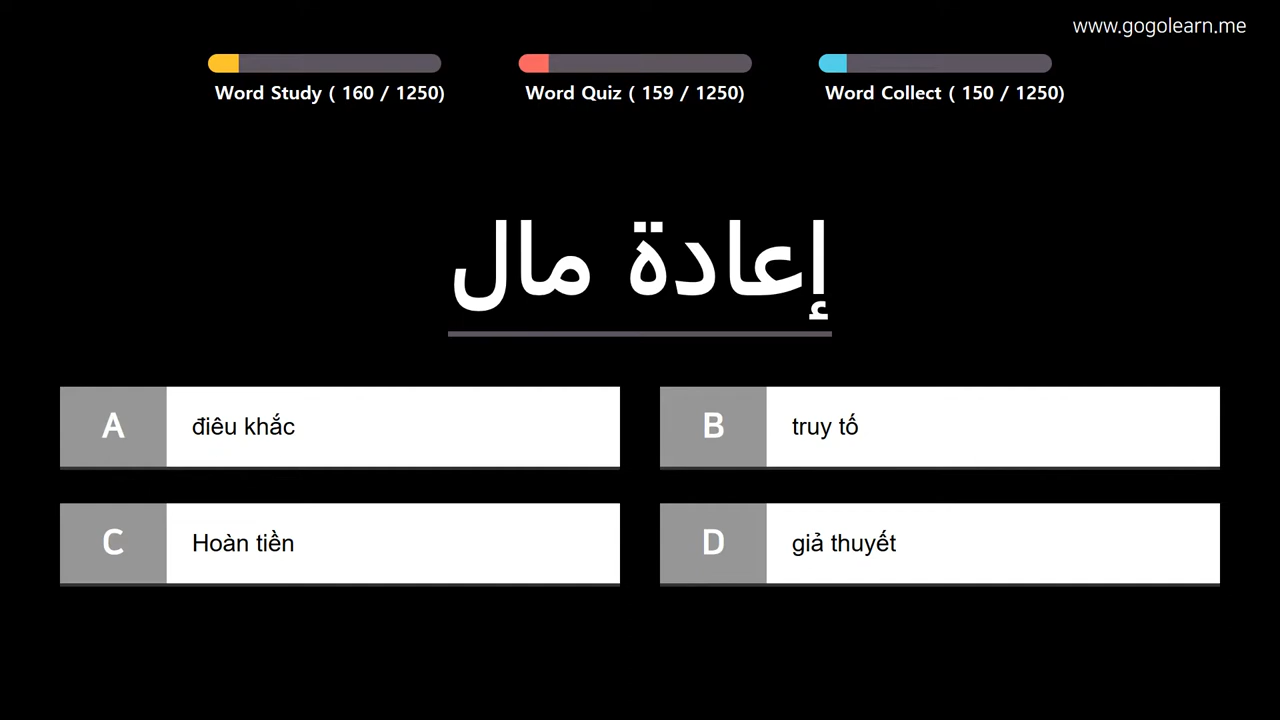 www.gogolearn.me
Word Study ( 160 / 1250)
Word Quiz ( 159 / 1250)
Word Collect ( 150 / 1250)
إعادة مال
A điêu khắc
B truy tố
C Hoàn tiền
D giả thuyết